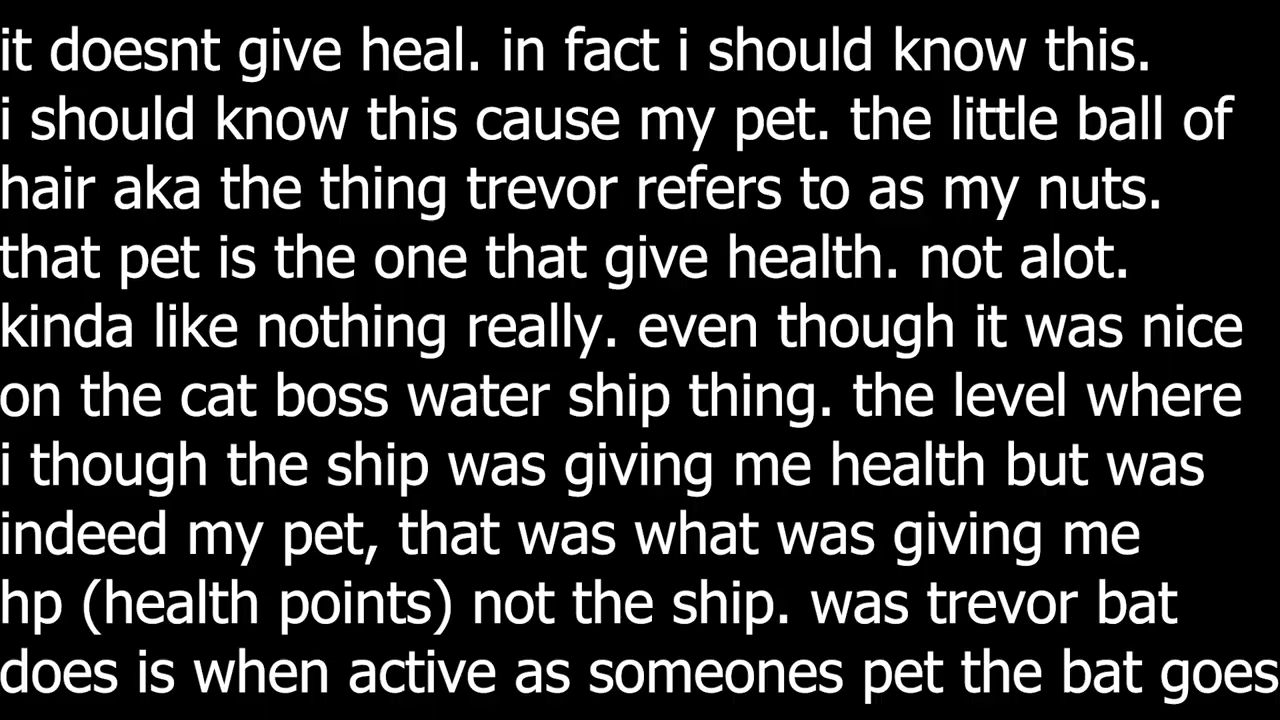 it doesnt give heal. in fact i should know this.
i should know this cause my pet. the little ball of
hair aka the thing trevor refers to as my nuts.
that pet is the one that give health. not alot.
kinda like nothing really. even though it was nice
on the cat boss water ship thing. the level where
i though the ship was giving me health but was
indeed my pet, that was what was giving me
hp (health points) not the ship. was trevor bat
does is when active as someones pet the bat goes